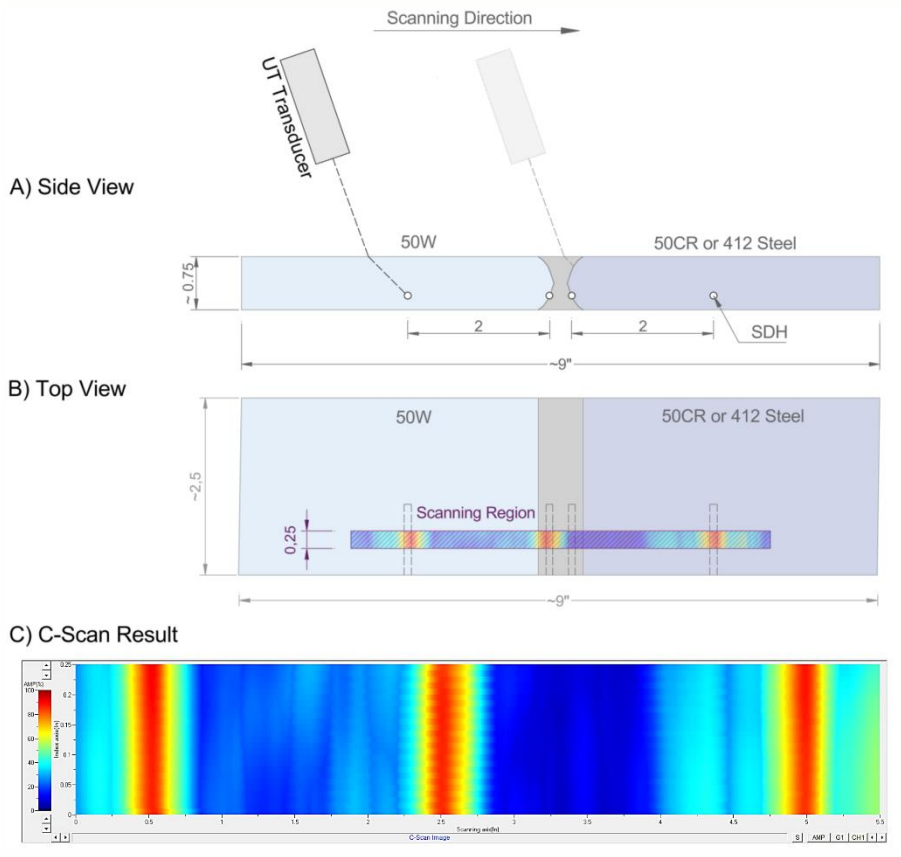 Scanning Direction
UT Transducer
A) Side View
50W
50CR or 412 Steel
~ 0.75
2
2
SDH
~9"
B) Top View
50W
50CR or 412 Steel
~2,5
Scanning Region
0,25
~9"
C) C-Scan Result
AMP(%)
100
80
60
40
20
0
Index axis(In)
0.25
0.2
0.15
0.1
0.05
0
0
0.5
1
1.5
2
2.5
3
3.5
4
4.5
5
5.5
Scanning axis(In)
C-Scan Image
S AMP G1 CH1